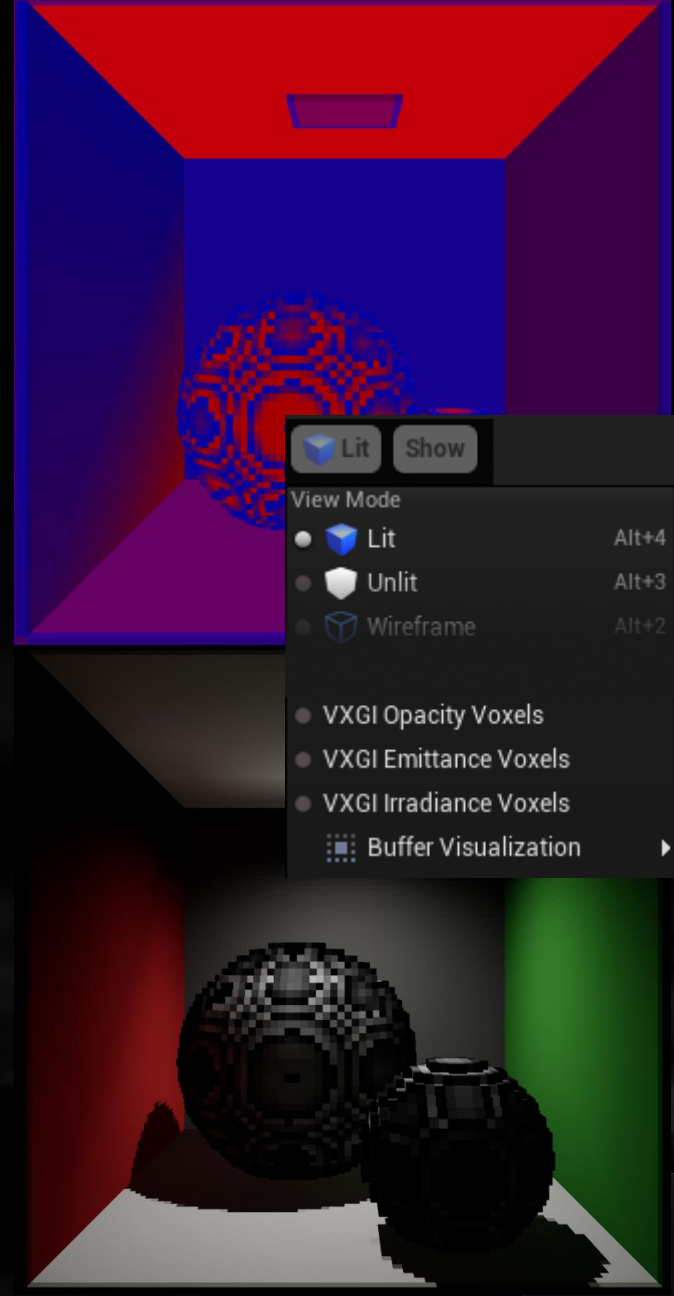 Lit Show
View Mode
Lit Alt+4
Unlit Alt+3
Wireframe Alt+2
VXGI Opacity Voxels
VXGI Emittance Voxels
VXGI Irradiance Voxels
Buffer Visualization